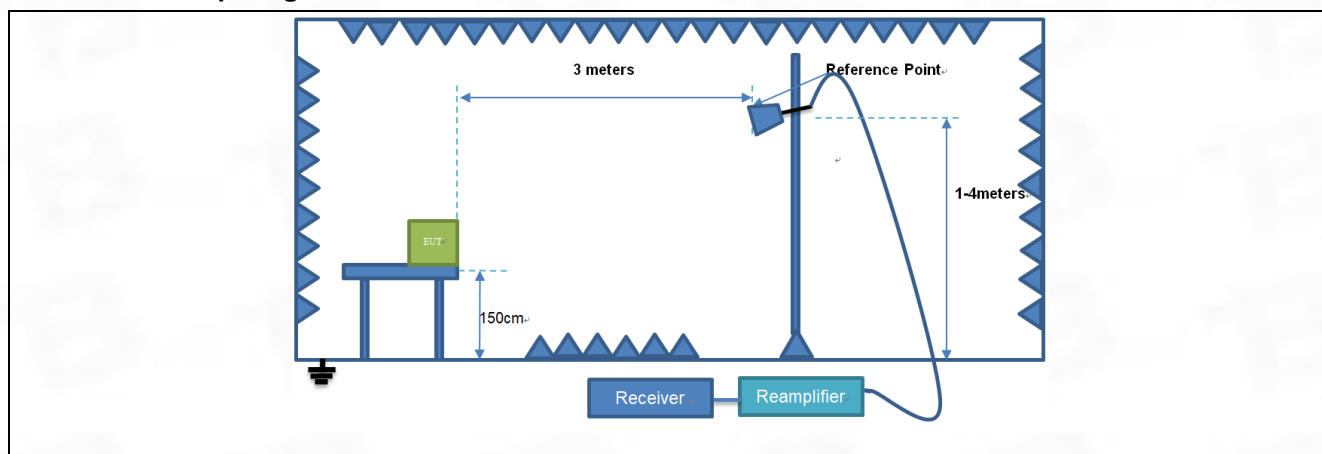 3 meters
Reference Point
1-4meters
EUT
150cm
Receiver
Reamplifier